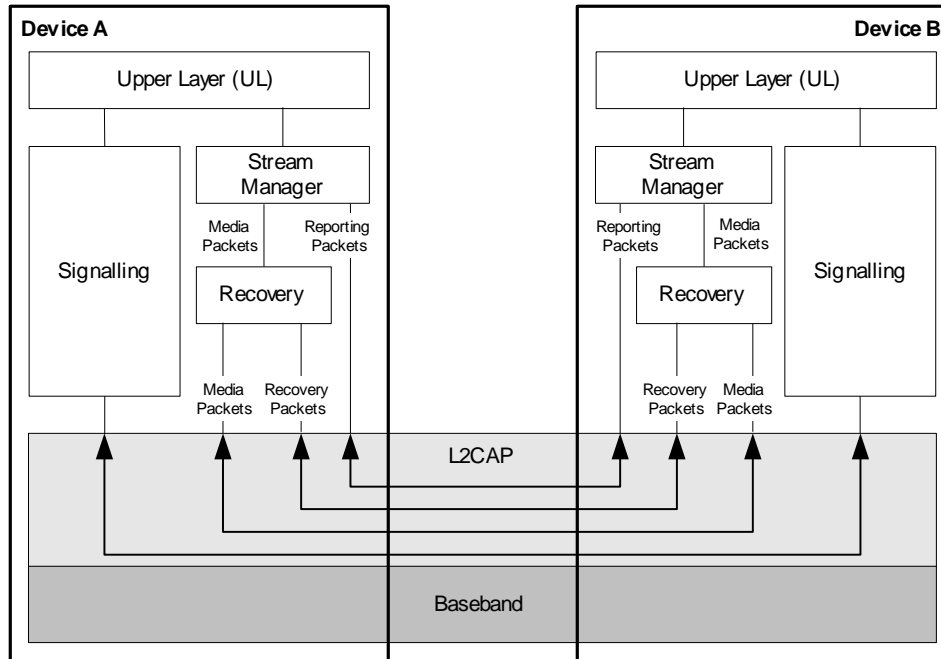 Device A
Device B
Upper Layer (UL)
Upper Layer (UL)
Signalling
Stream
Manager
Media
Packets
Reporting
Packets
Recovery
Media
Packets
Recovery
Packets
Stream
Manager
Reporting
Packets
Media
Packets
Recovery
Recovery
Packets
Media
Packets
Signalling
L2CAP
Baseband